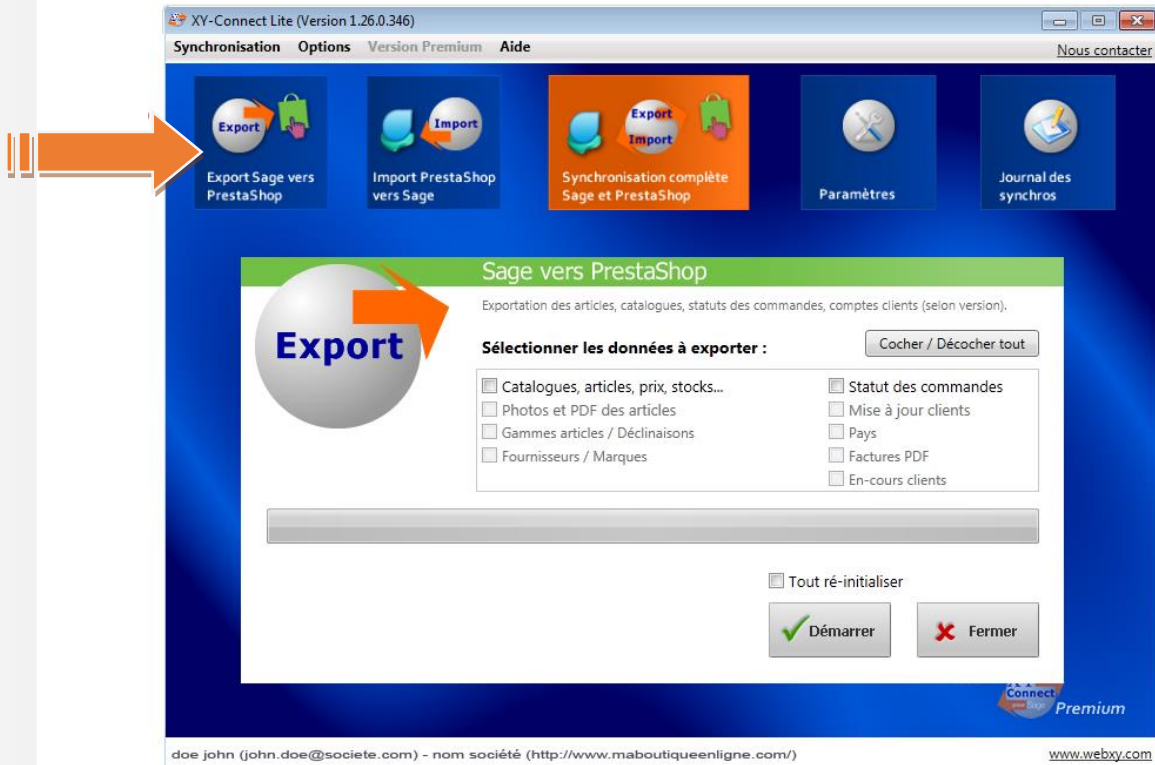 XY-Connect Lite (Version 1.26.0.346)
Synchronisation Options Version Premium Aide
Nous contacter
Export
Export Sage vers
PrestaShop
Import
Import PrestaShop
vers Sage
Export
Import
Synchronisation complète
Sage et PrestaShop
Paramètres
Journal des
synchros
Export
Sage vers PrestaShop
Exportation des articles, catalogues, statuts des commandes, comptes clients (selon version).
Sélectionner les données à exporter :
Cocher / Décocher tout
Catalogues, articles, prix, stocks...
Photos et PDF des articles
Gammes articles / Déclinaisons
Fournisseurs / Marques
Statut des commandes
Mise à jour clients
Pays
Factures PDF
En-cours clients
Tout ré-initialiser
Démarrer
Fermer
Connect
Premium
doe john (john.doe@societe.com) - nom société (http://www.maboutiqueenligne.com/)
www.webxy.com